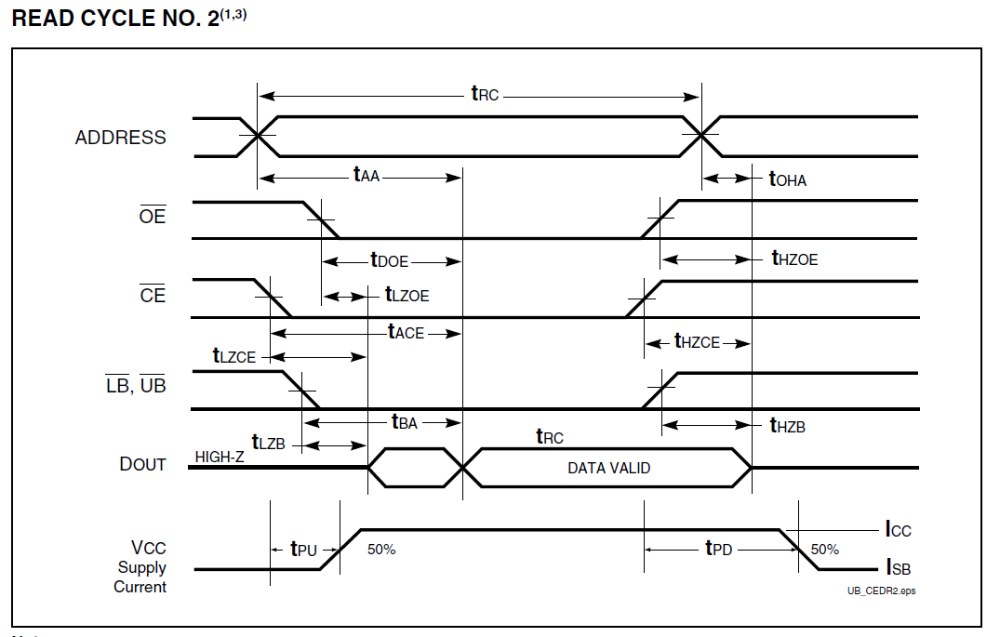 READ CYCLE NO. 2(1,3)
tRC
ADDRESS
tAA
tOHA
OE
tDOE
tHZOE
tLZOE
CE
tACE
tHZCE
tLZCE
LB, UB
tBA
tHZB
tLZB
tRC
DOUT
HIGH-Z
DATA VALID
ICC
VCC
Supply
Current
tPU
50%
tPD
50%
ISB
UB_CEDR2.eps